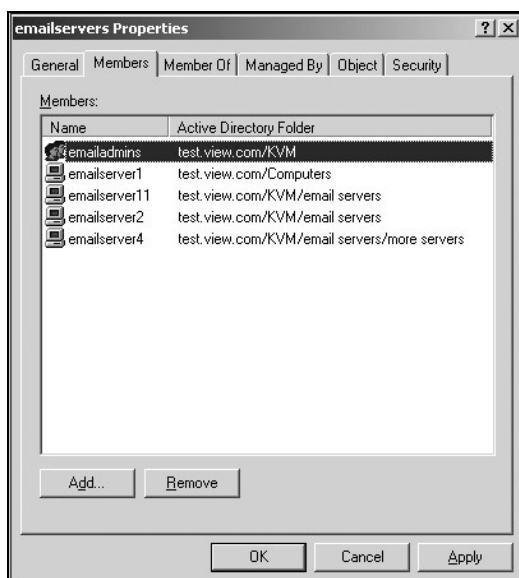 emailservers Properties ? X
General Members Member Of Managed By Object Security
Members:
Name Active Directory Folder
emailadmins test.view.com/KVM
emailserver1 test.view.com/Computers
emailserver11 test.view.com/KVM/email servers
emailserver2 test.view.com/KVM/email servers
emailserver4 test.view.com/KVM/email servers/more servers
Add... Remove
OK Cancel Apply